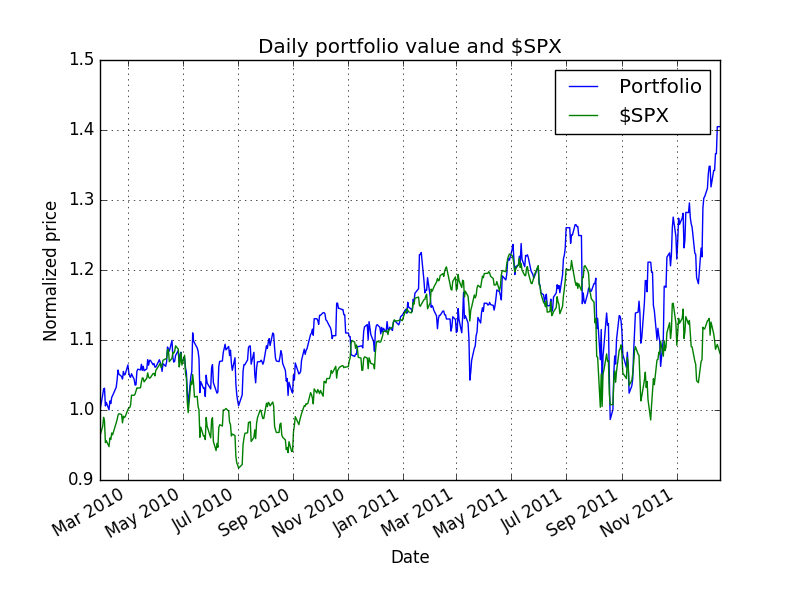 Daily portfolio value and $SPX
1.5
1.4
1.3
1.2
1.1
1.0
0.9
Normalized price
Portfolio
$SPX
Mar 2010
May 2010
Jul 2010
Sep 2010
Nov 2010
Jan 2011
Mar 2011
May 2011
Jul 2011
Sep 2011
Nov 2011
Date